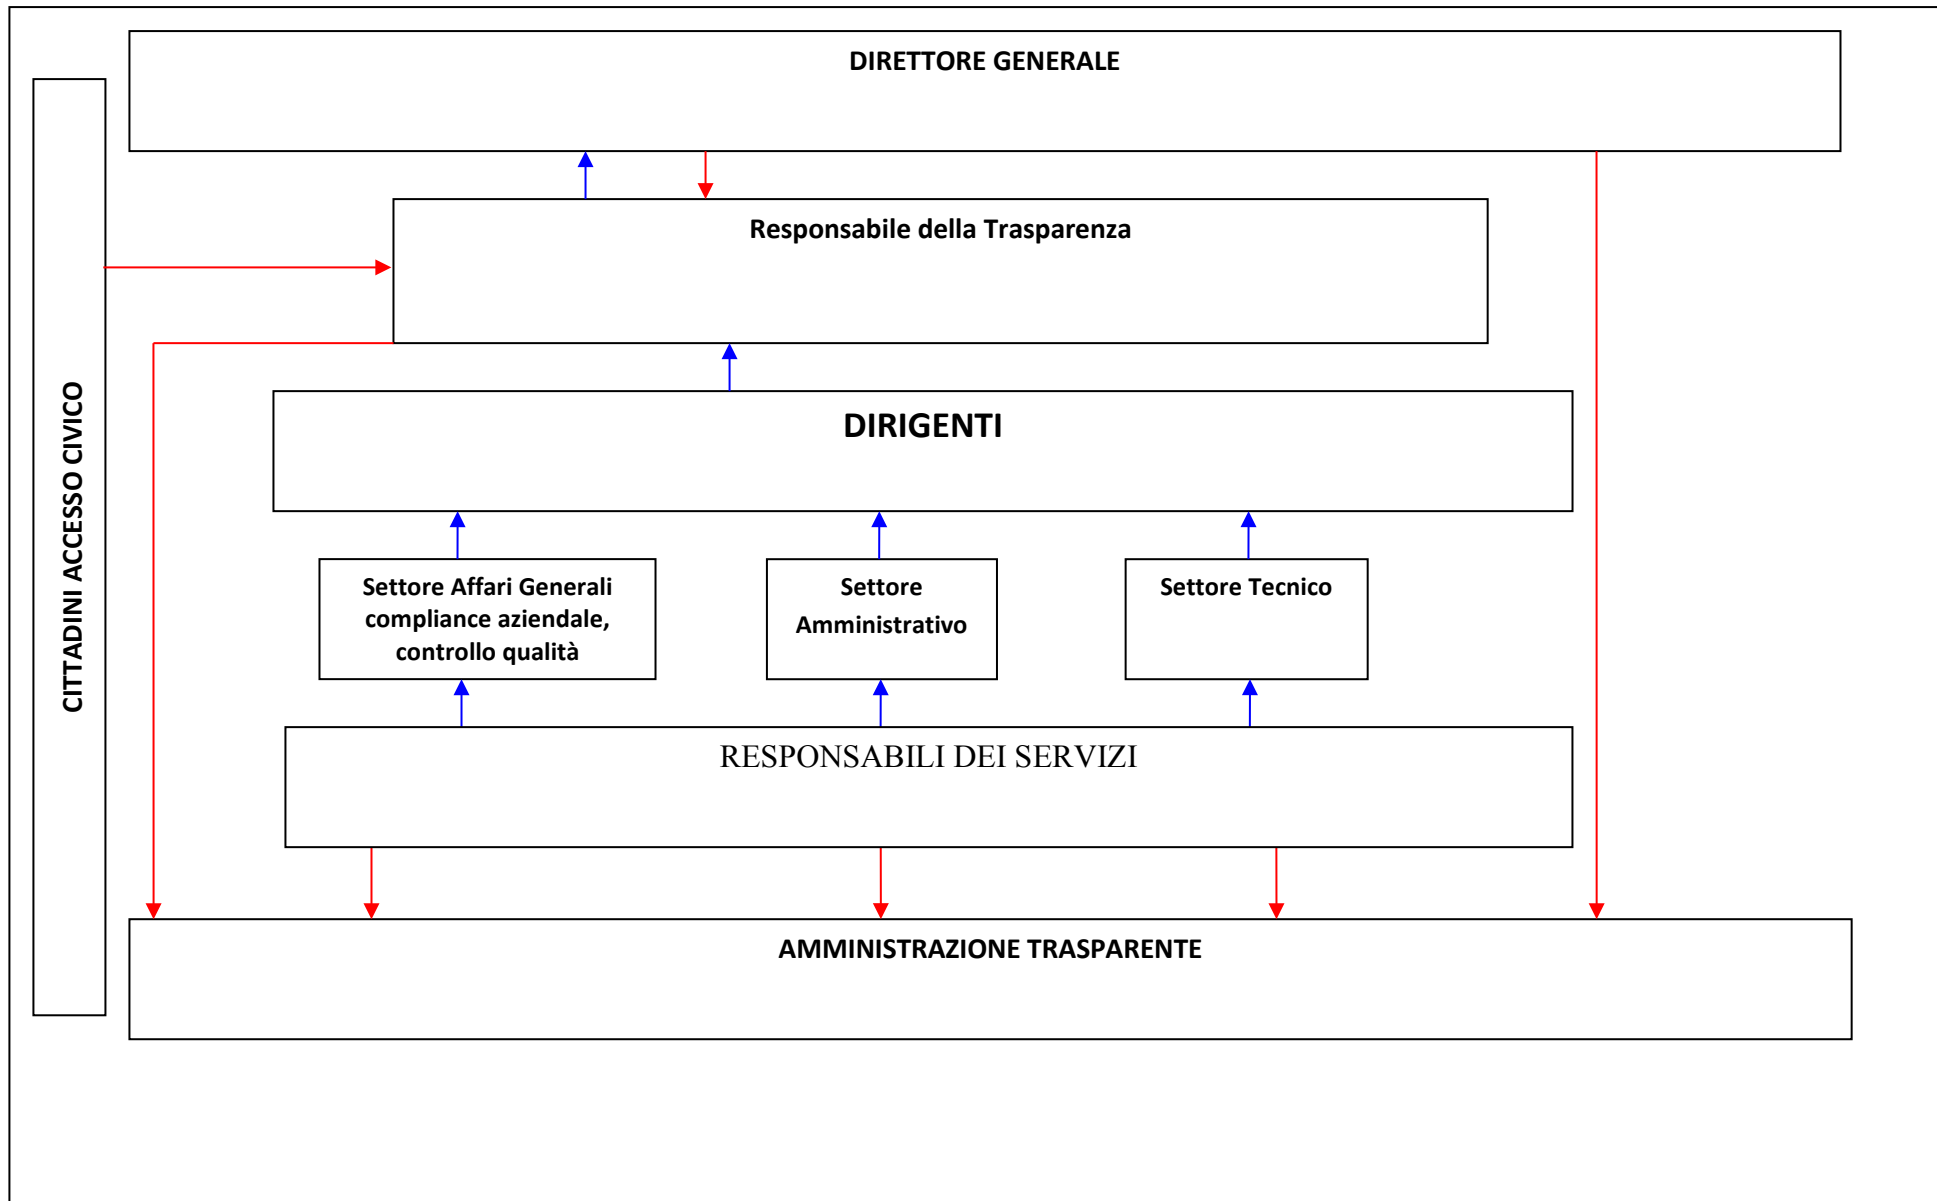 DIRETTORE GENERALE
CITTADINI ACCESSO CIVICO
Responsabile della Trasparenza
DIRIGENTI
Settore Affari Generali
compliance aziendale,
controllo qualità
Settore
Amministrativo
Settore Tecnico
RESPONSABILI DEI SERVIZI
AMMINISTRAZIONE TRASPARENTE